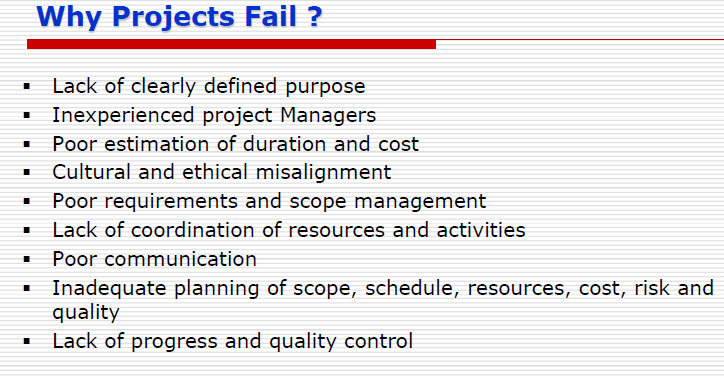 Why Projects Fail ?
▪ Lack of clearly defined purpose
▪ Inexperienced project Managers
▪ Poor estimation of duration and cost
▪ Cultural and ethical misalignment
▪ Poor requirements and scope management
▪ Lack of coordination of resources and activities
▪ Poor communication
▪ Inadequate planning of scope, schedule, resources, cost, risk and
quality
▪ Lack of progress and quality control